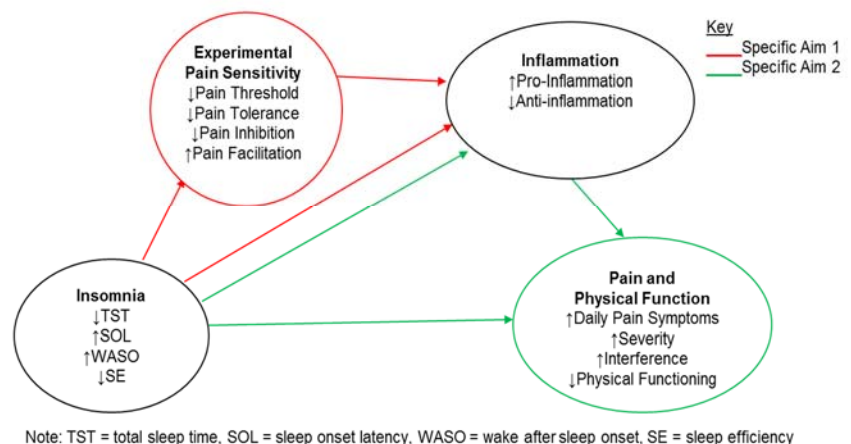 Key
Specific Aim 1
Specific Aim 2
Experimental
Pain Sensitivity
↓Pain Threshold
↓Pain Tolerance
↓Pain Inhibition
↑Pain Facilitation
Inflammation
↑Pro-Inflammation
↓Anti-inflammation
Insomnia
↓TST
↑SOL
↑WASO
↓SE
Pain and
Physical Function
↑Daily Pain Symptoms
↑Severity
↑Interference
↓Physical Functioning
Note: TST = total sleep time, SOL = sleep onset latency, WASO = wake after sleep onset, SE = sleep efficiency